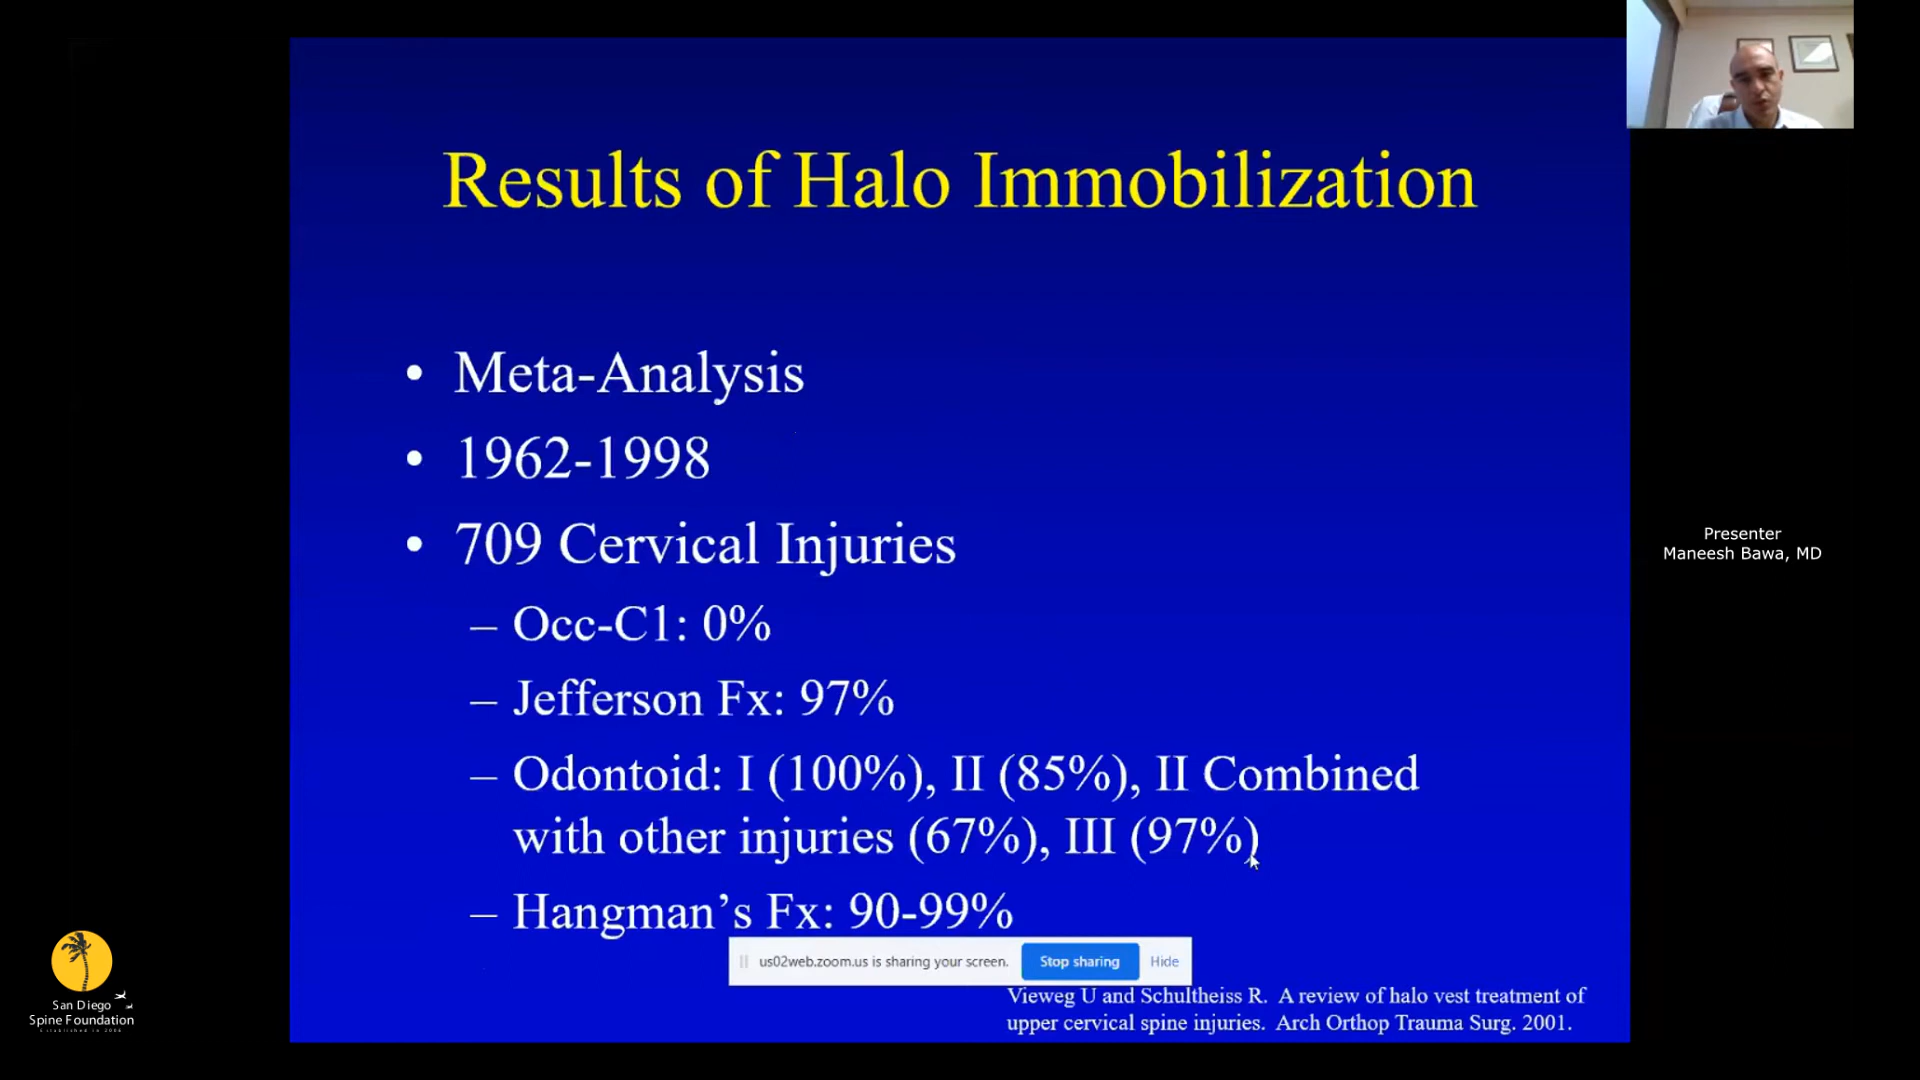 Results of Halo Immobilization
• Meta-Analysis
• 1962-1998
• 709 Cervical Injuries
– Occ-C1: 0%
– Jefferson Fx: 97%
– Odontoid: I (100%), II (85%), II Combined
with other injuries (67%), III (97%)
– Hangman’s Fx: 90-99%
us02web.zoom.us is sharing your screen.
Stop sharing
Hide
Vieweg U and Schultheiss R. A review of halo vest treatment of
upper cervical spine injuries. Arch Orthop Trauma Surg. 2001.
Presenter
Maneesh Bawa, MD
San Diego
Spine Foundation
Established in 2006